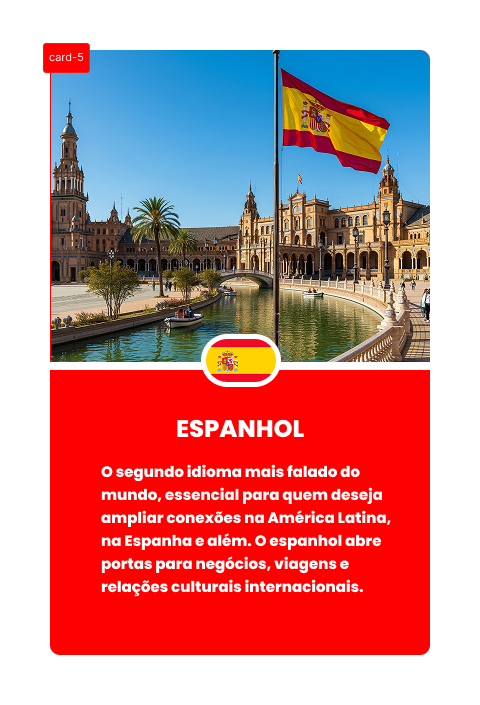 card-5
ESPANHOL
O segundo idioma mais falado do
mundo, essencial para quem deseja
ampliar conexões na América Latina,
na Espanha e além. O espanhol abre
portas para negócios, viagens e
relações culturais internacionais.